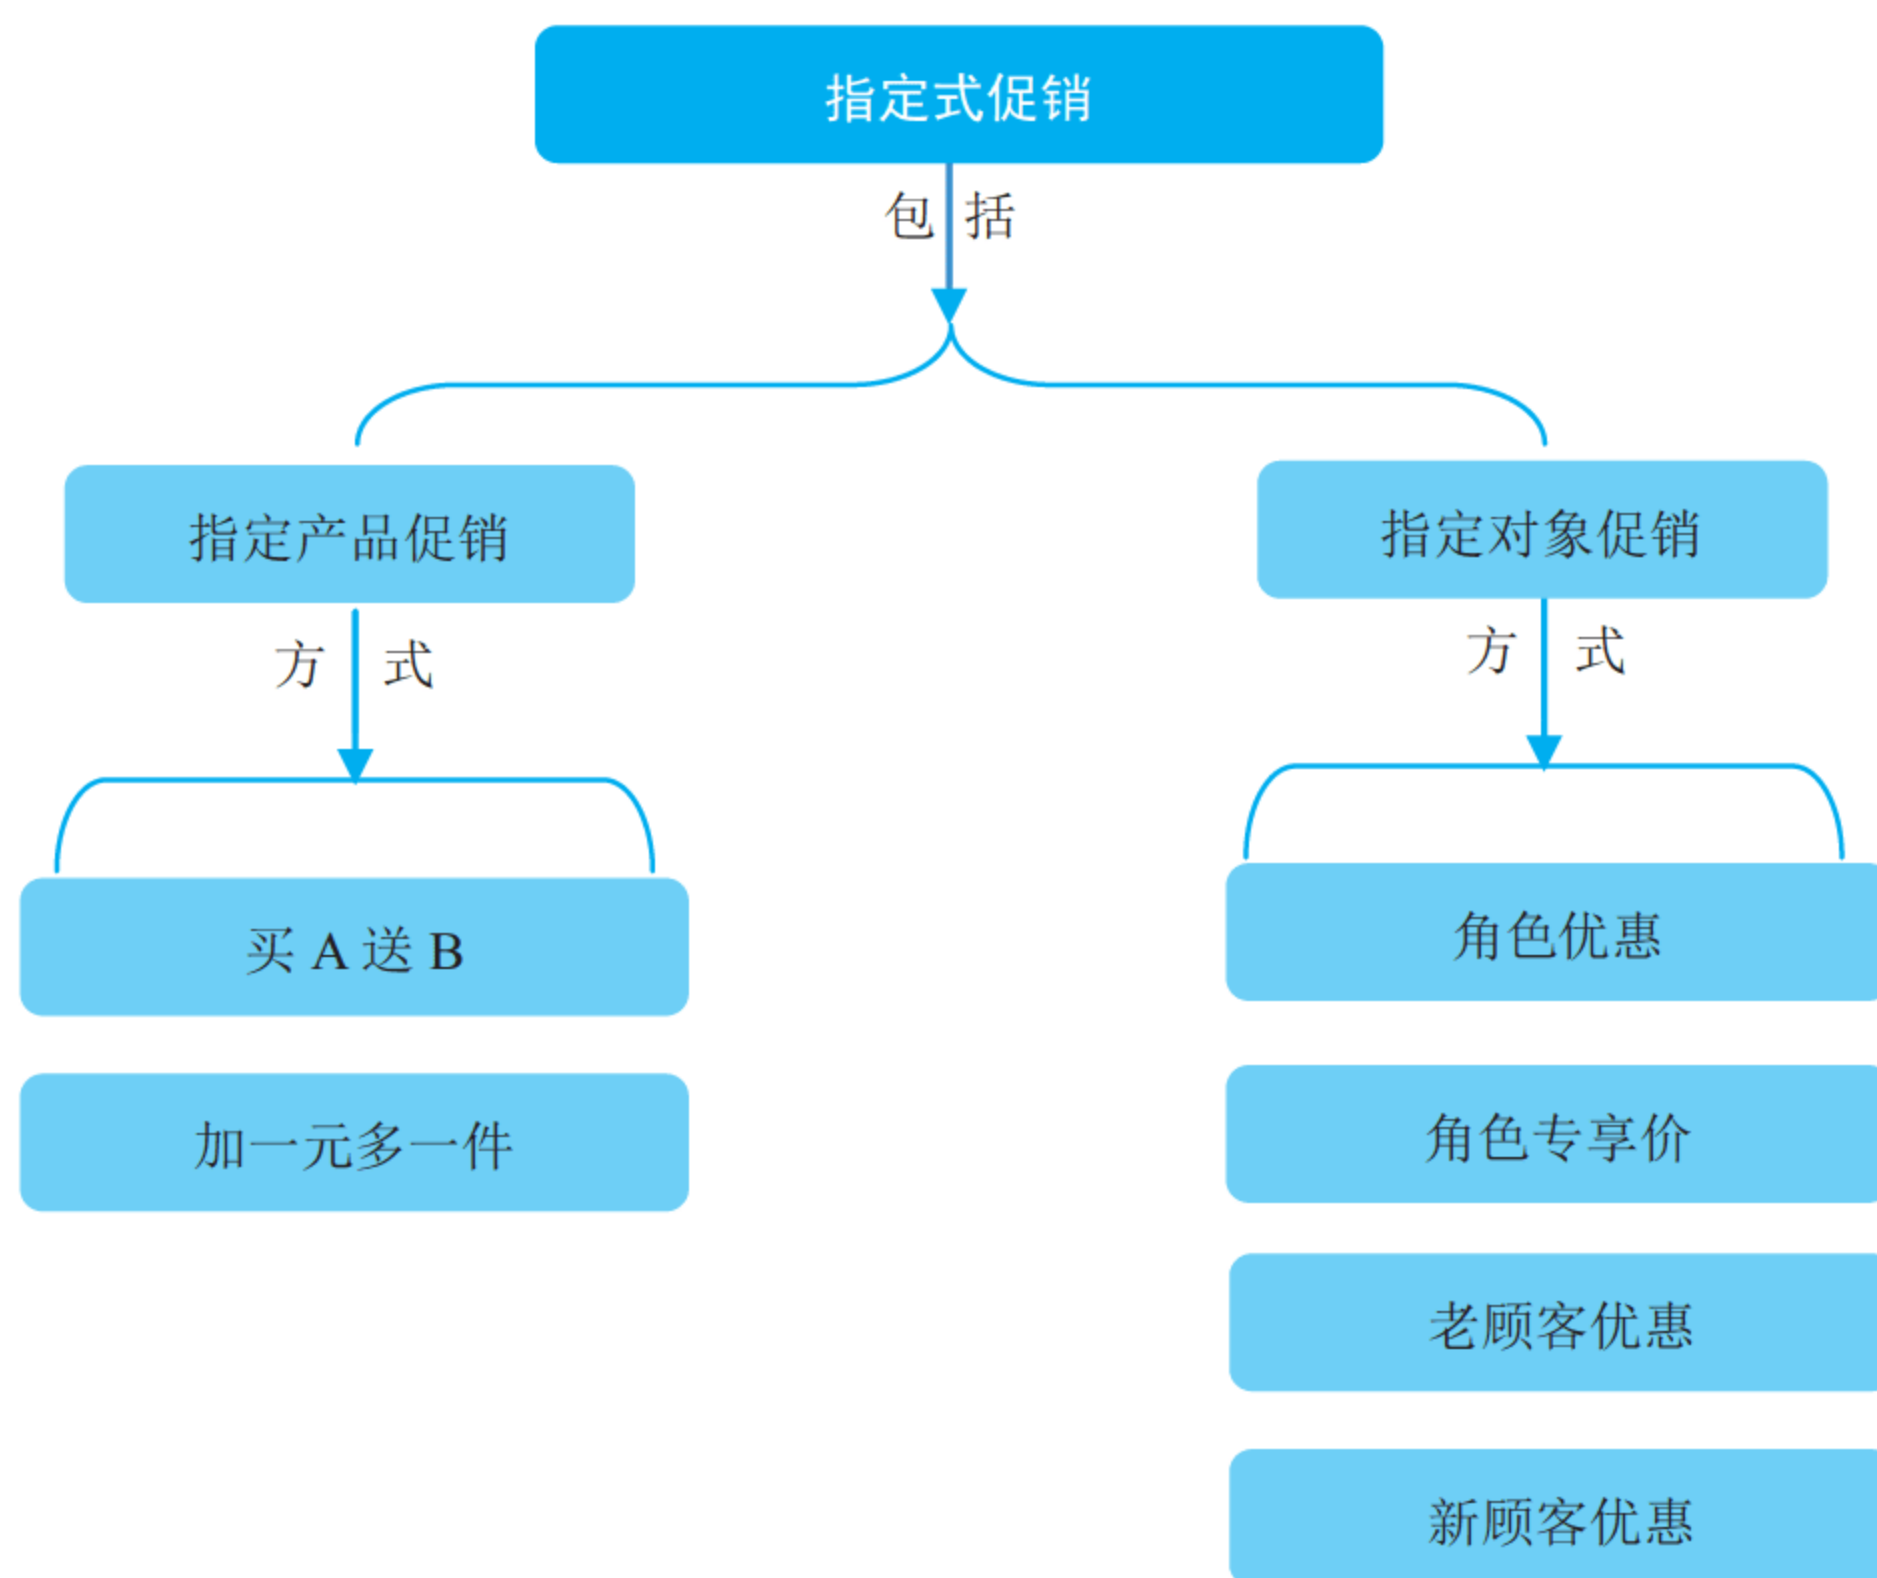 指定式促销
包括
指定产品促销
指定对象促销
方式
方式
买 A 送 B
角色优惠
加一元多一件
角色专享价
老顾客优惠
新顾客优惠